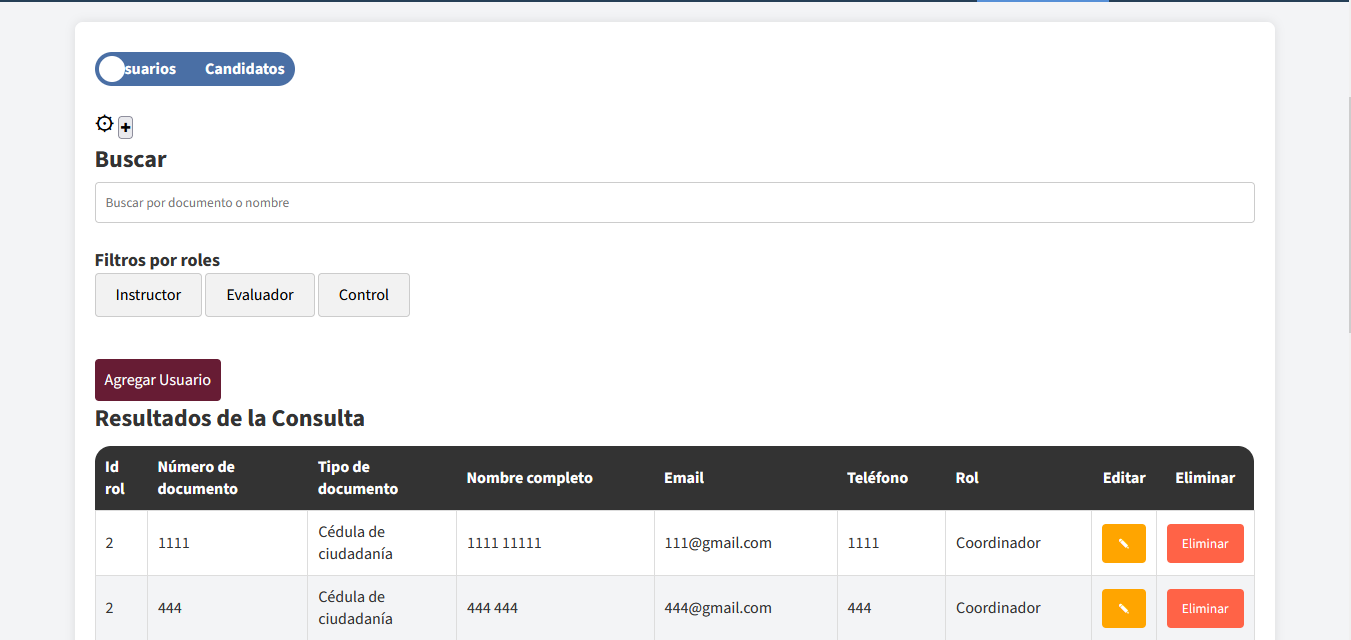 suarios Candidatos
+
Buscar
Buscar por documento o nombre
Filtros por roles
Instructor Evaluador Control
Agregar Usuario
Resultados de la Consulta
Id rol Número de documento Tipo de documento Nombre completo Email Teléfono Rol Editar Eliminar
2 1111 Cédula de ciudadanía 1111 11111 111@gmail.com 1111 Coordinador Eliminar
2 444 Cédula de ciudadanía 444 444 444@gmail.com 444 Coordinador Eliminar